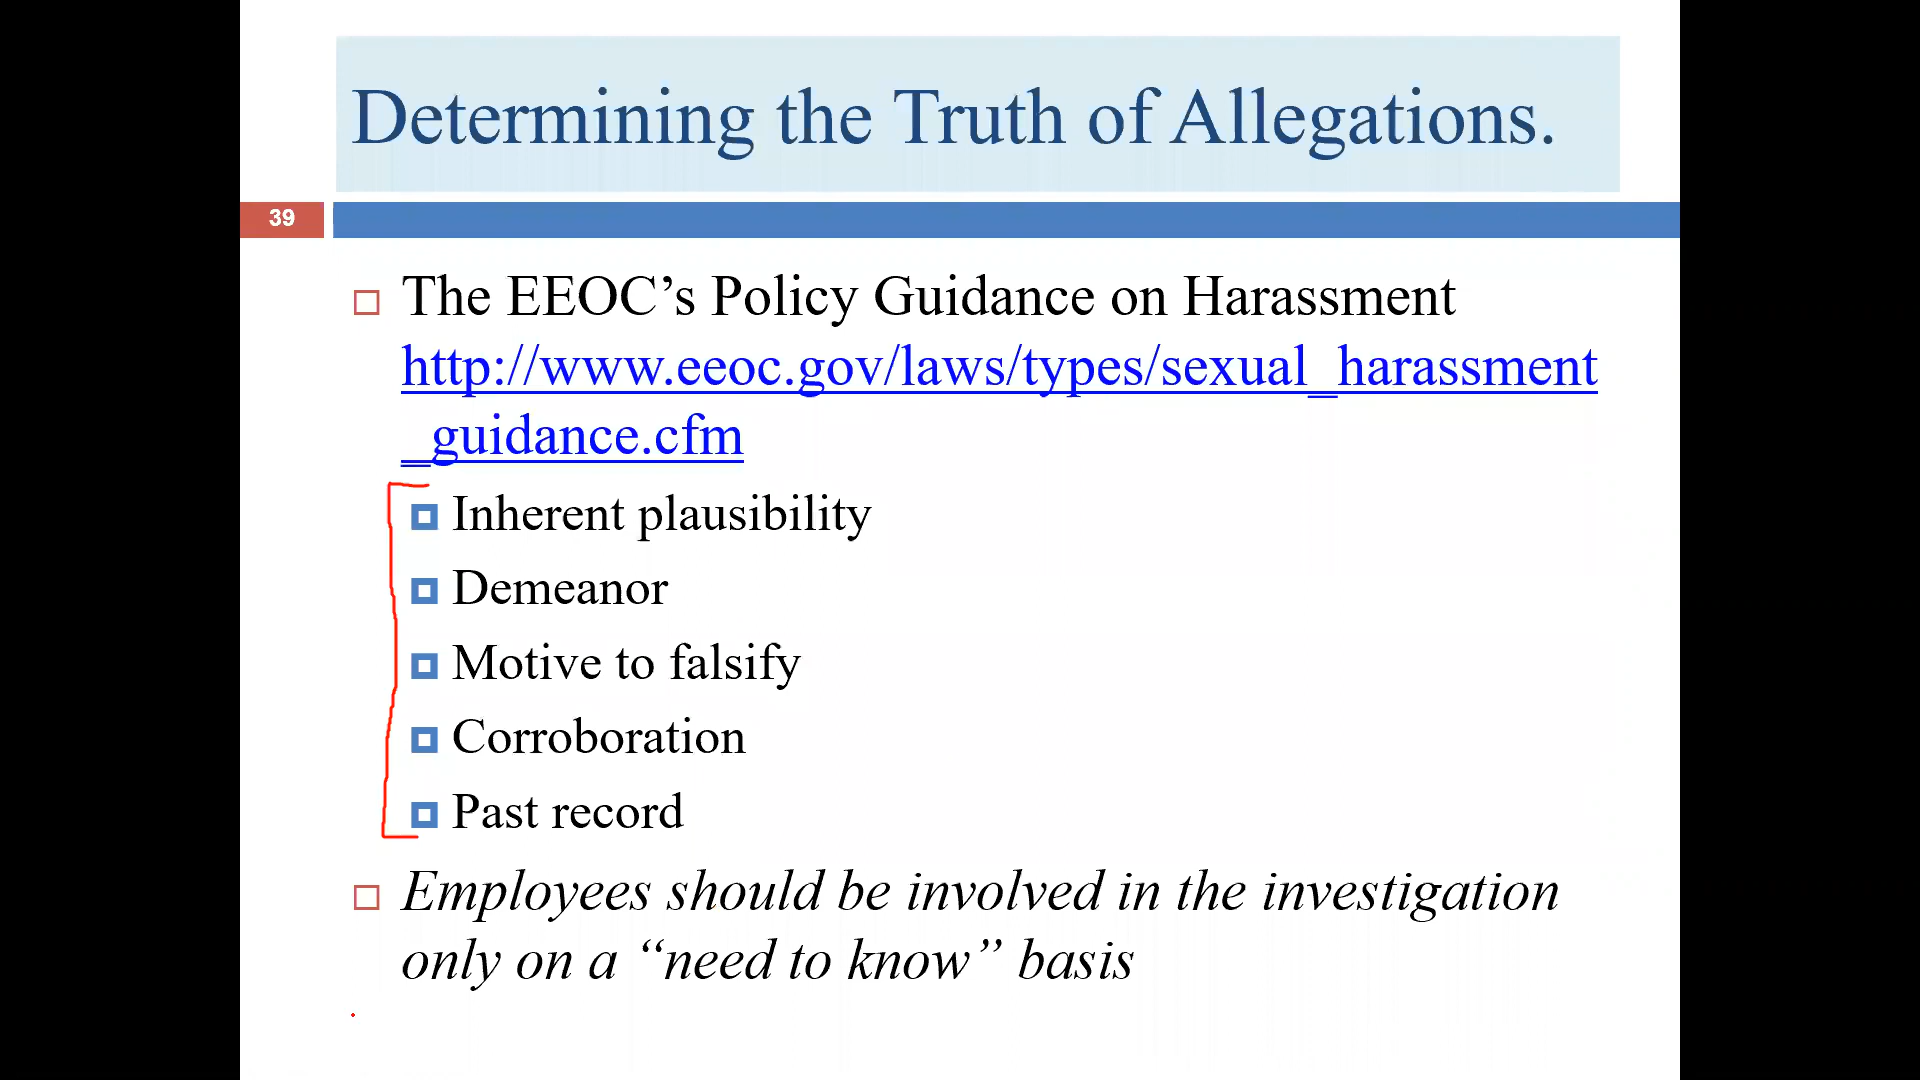 Determining the Truth of Allegations.
39
The EEOC’s Policy Guidance on Harassment
http://www.eeoc.gov/laws/types/sexual_harassment
_guidance.cfm
Inherent plausibility
Demeanor
Motive to falsify
Corroboration
Past record
Employees should be involved in the investigation
only on a “need to know” basis